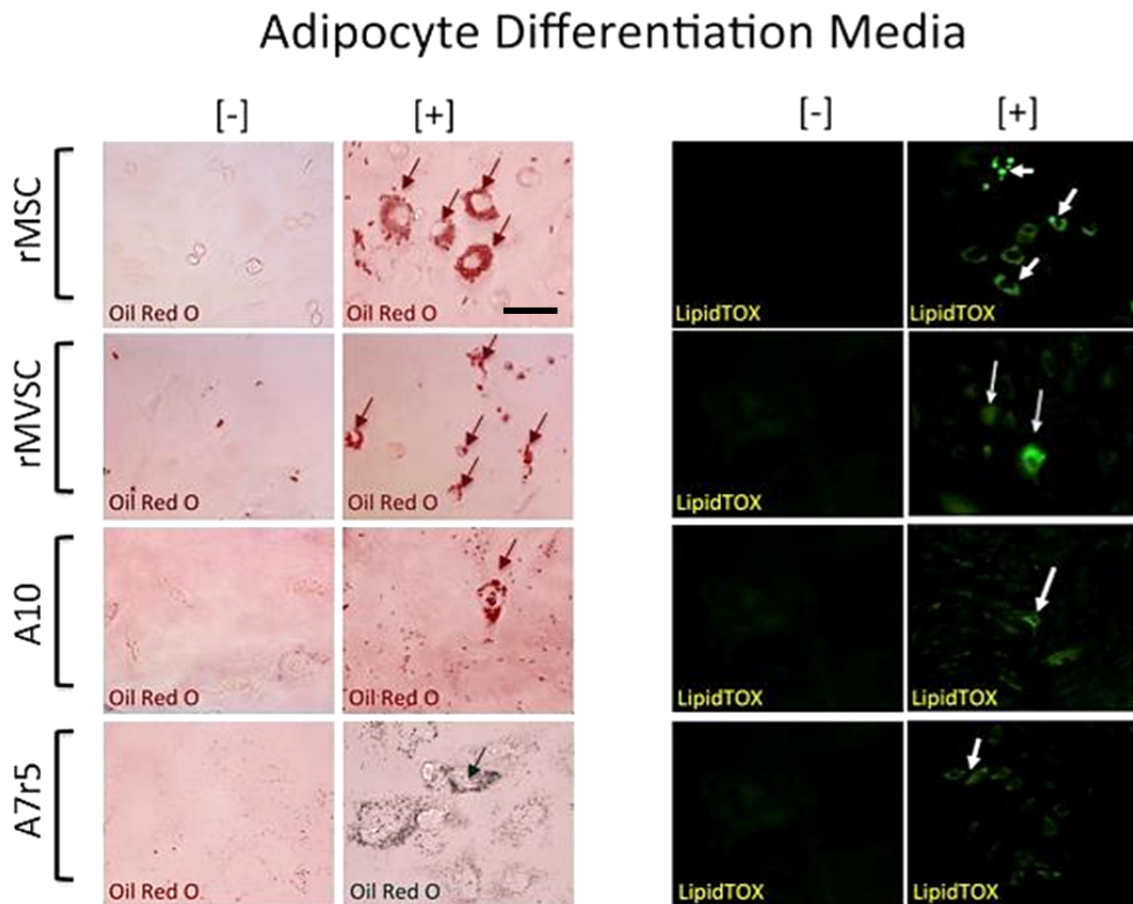 Adipocyte Differentiation Media
[-] [+] [-] [+]
rMSC
Oil Red O Oil Red O LipidTOX LipidTOX
rMVSC
Oil Red O Oil Red O LipidTOX LipidTOX
A10
Oil Red O Oil Red O LipidTOX LipidTOX
A7r5
Oil Red O Oil Red O LipidTOX LipidTOX